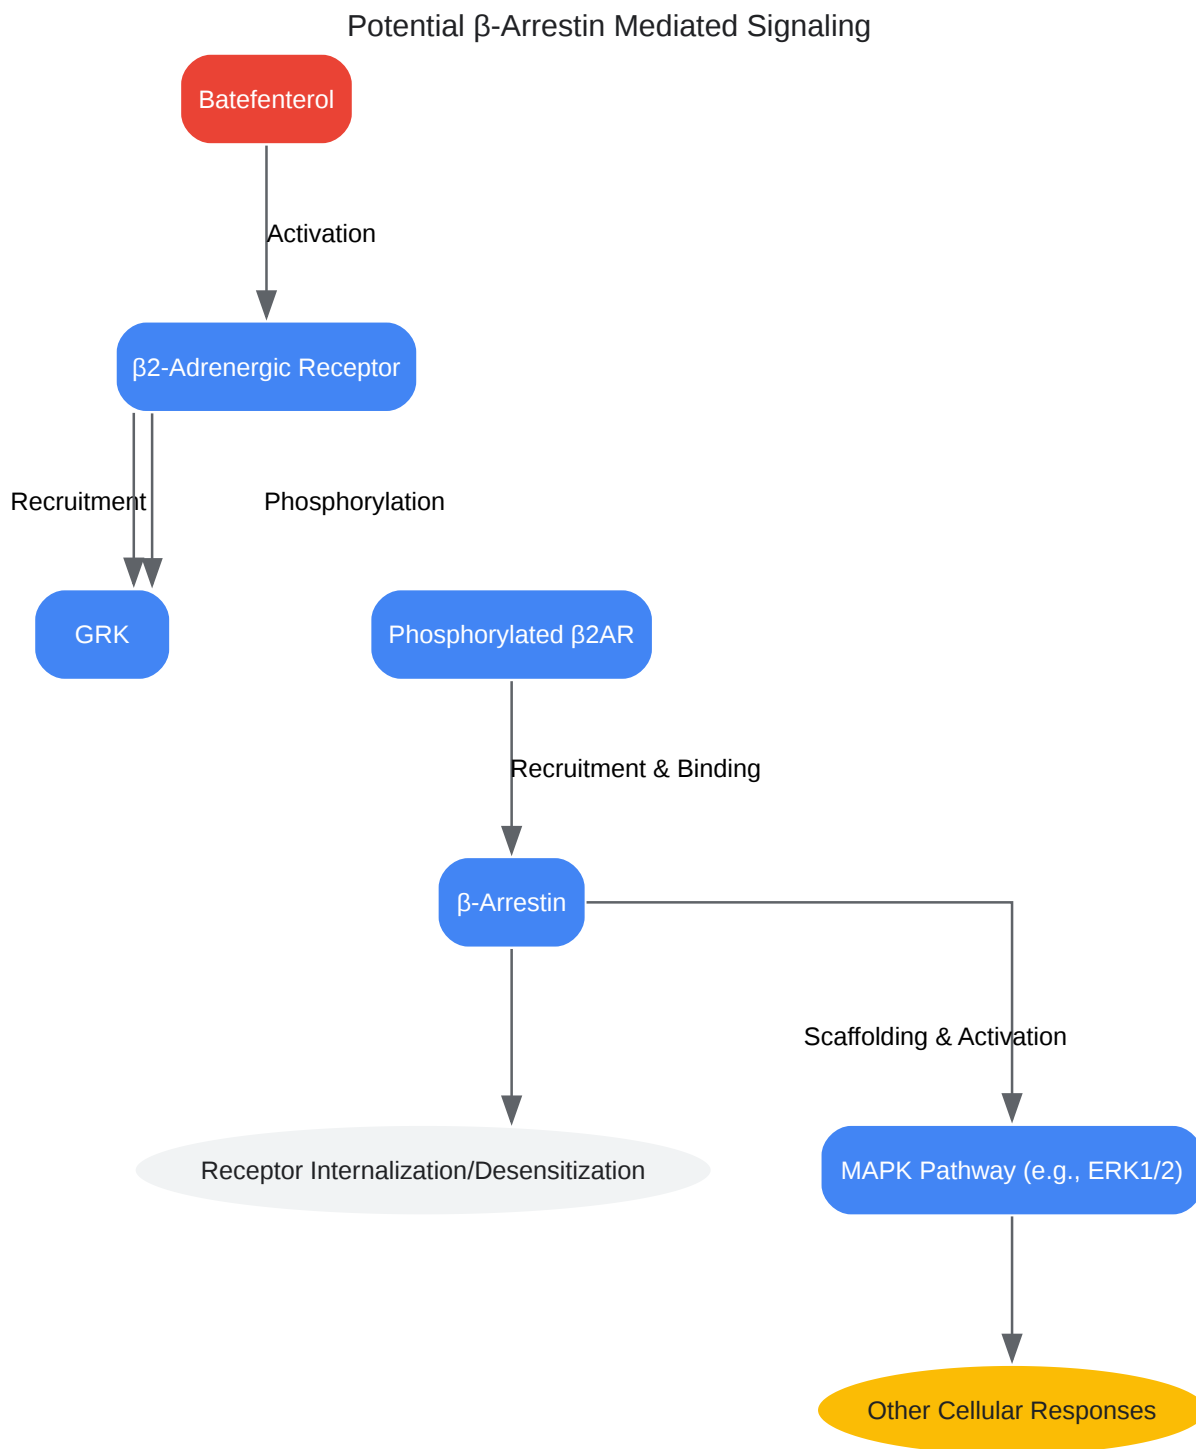 Potential β-Arrestin Mediated Signaling
Batefenterol
Activation
β2-Adrenergic Receptor
Recruitment
Phosphorylation
GRK
Phosphorylated β2AR
Recruitment & Binding
β-Arrestin
Scaffolding & Activation
Receptor Internalization/Desensitization
MAPK Pathway (e.g., ERK1/2)
Other Cellular Responses